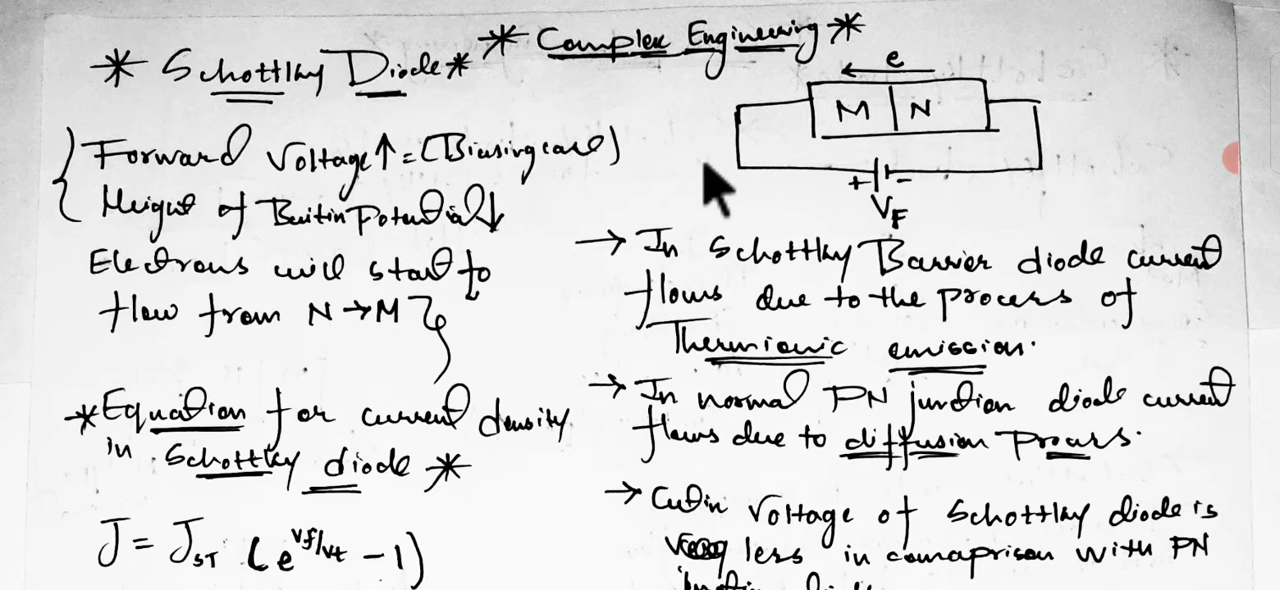 * Complex Engineering *
* Schottky Diode *
Forward Voltage ↑ = (Biasing case)
Height of Builtin Potential ↓
Electrons will start to
flow from N → M
* Equation for current density
in Schottky diode *
J = J_ST (e^{Vf/Vt} - 1)
e
M N
+ -
V_F
→ In Schottky Barrier diode current
flows due to the process of
Thermionic emission.
→ In normal PN junction diode current
flows due to diffusion Process.
→ Cutin Voltage of Schottky diode is
less in comaprison with PN